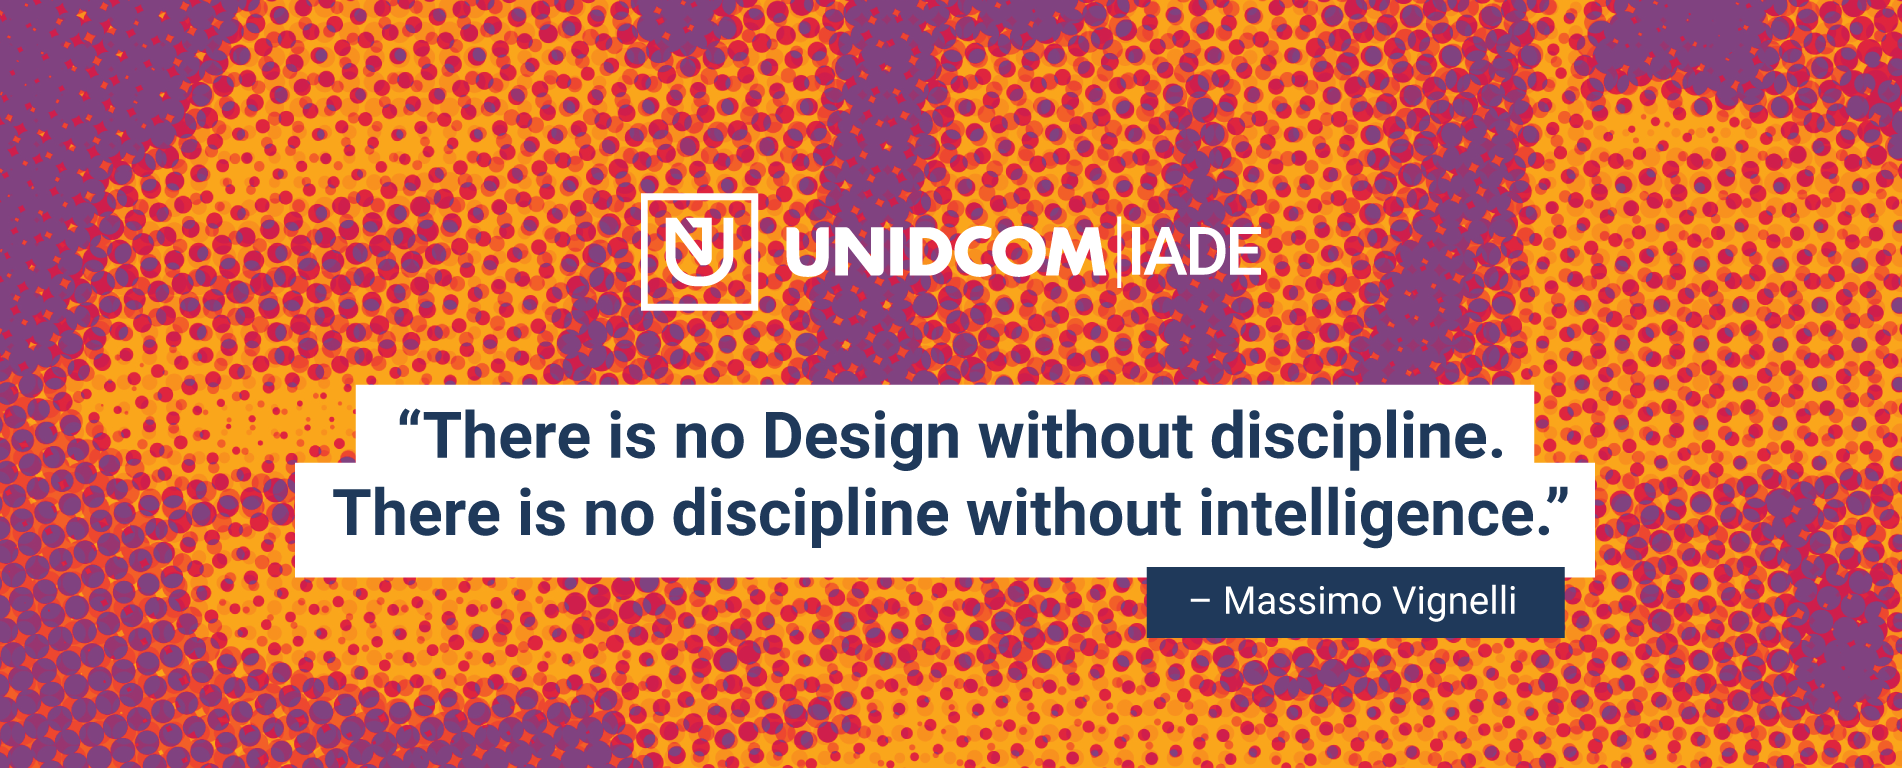 UNIDCOM|IADE
“There is no Design without discipline.
There is no discipline without intelligence.”
– Massimo Vignelli